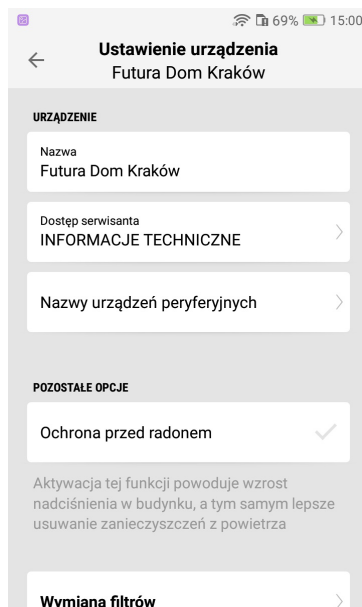 69% 15:00
Ustawienie urządzenia
Futura Dom Kraków
URZĄDZENIE
Nazwa
Futura Dom Kraków
Dostęp serwisanta
INFORMACJE TECHNICZNE
Nazwy urządzeń peryferyjnych
POZOSTAŁE OPCJE
Ochrona przed radonem
Aktywacja tej funkcji powoduje wzrost
nadciśnienia w budynku, a tym samym lepsze
usuwanie zanieczyszczeń z powietrza
Wymiana filtrów